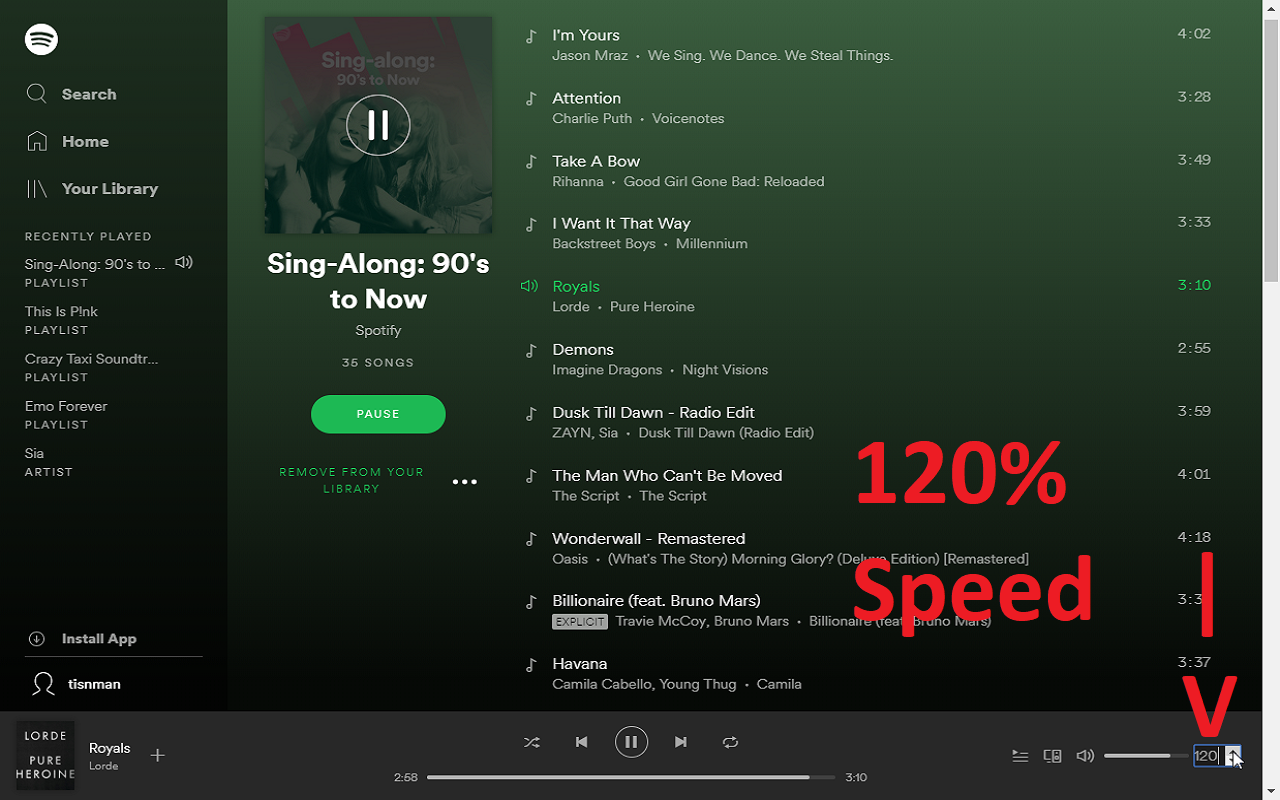 Search
Home
Your Library
RECENTLY PLAYED
Sing-Along: 90's to ...
PLAYLIST
This Is P!nk
PLAYLIST
Crazy Taxi Soundtr...
PLAYLIST
Emo Forever
PLAYLIST
Sia
ARTIST
Install App
tisnman
Sing-along:
90's to Now
Sing-Along: 90's
to Now
Spotify
35 SONGS
PAUSE
REMOVE FROM YOUR
LIBRARY
I'm Yours 4:02
Jason Mraz • We Sing. We Dance. We Steal Things.
Attention 3:28
Charlie Puth • Voicenotes
Take A Bow 3:49
Rihanna • Good Girl Gone Bad: Reloaded
I Want It That Way 3:33
Backstreet Boys • Millennium
Royals 3:10
Lorde • Pure Heroine
Demons 2:55
Imagine Dragons • Night Visions
Dusk Till Dawn - Radio Edit 3:59
ZAYN, Sia • Dusk Till Dawn (Radio Edit)
The Man Who Can't Be Moved 4:01
The Script • The Script
Wonderwall - Remastered 4:18
Oasis • (What's The Story) Morning Glory? (Deluxe Edition) [Remastered]
Billionaire (feat. Bruno Mars)
EXPLICIT Travie McCoy, Bruno Mars • Billionaire (feat. Bruno Mars)
Havana 3:37
Camila Cabello, Young Thug • Camila
120%
Speed |
V
LORDE
PURE
HEROINE
Royals
Lorde
2:58
3:10
120